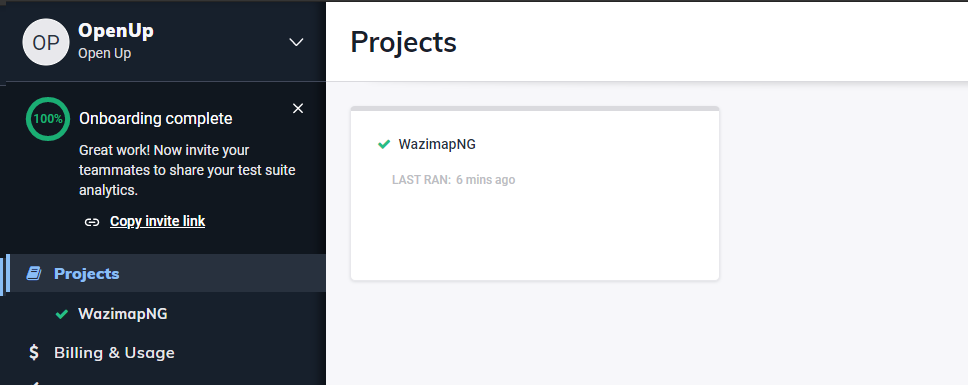 OP
OpenUp
Open Up
100%
Onboarding complete
Great work! Now invite your
teammates to share your test suite
analytics.
Copy invite link
Projects
WazimapNG
$ Billing & Usage
Projects
WazimapNG
LAST RAN: 6 mins ago